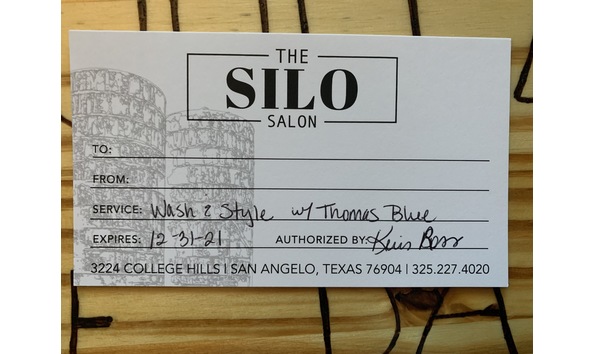 THE
SILO
SALON
TO:
FROM:
SERVICE: Wash & Style w/ Thomas Blue
EXPIRES: 12-31-21 AUTHORIZED BY:
3224 COLLEGE HILLS | SAN ANGELO, TEXAS 76904 | 325.227.4020